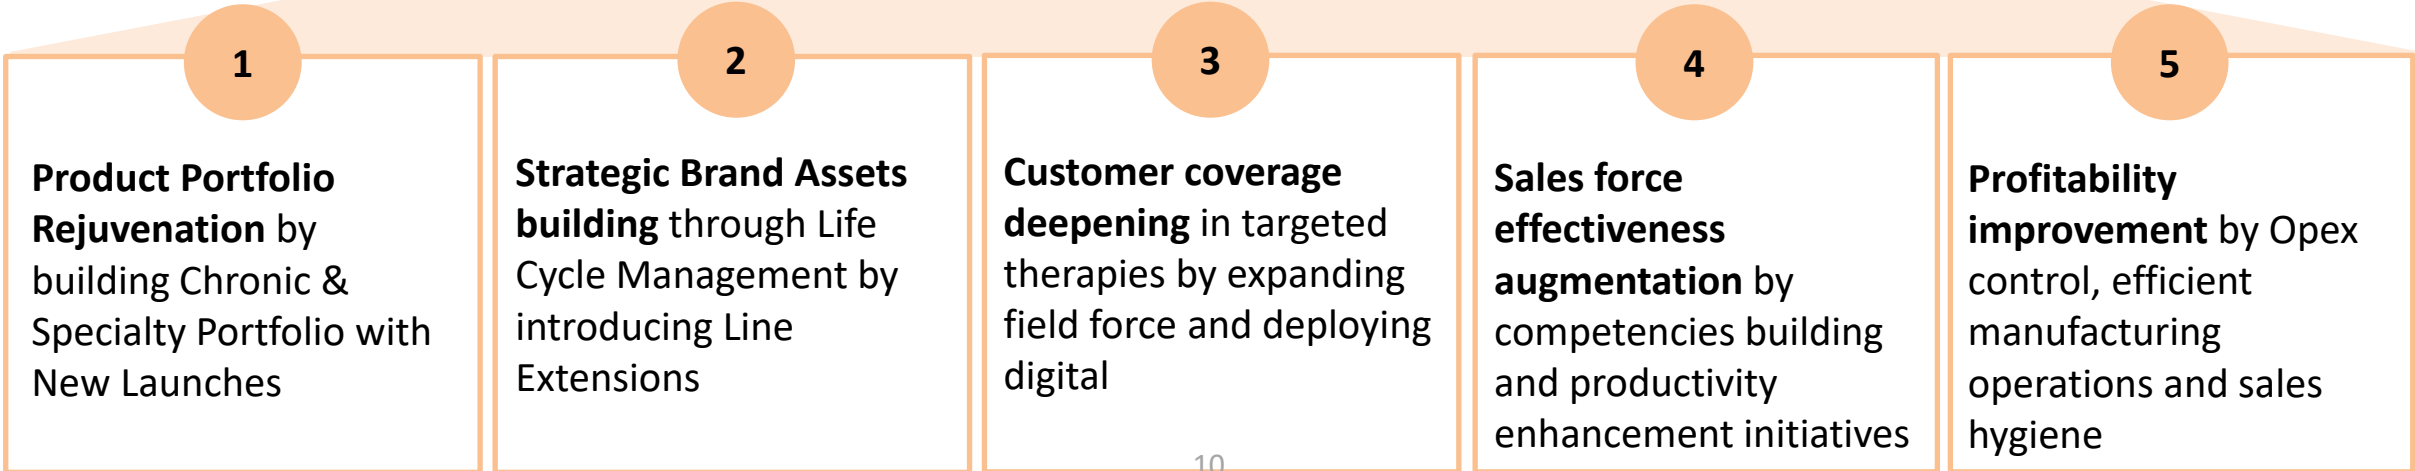 1
Product Portfolio
Rejuvenation by
building Chronic &
Specialty Portfolio with
New Launches
2
Strategic Brand Assets
building through Life
Cycle Management by
introducing Line
Extensions
3
Customer coverage
deepening in targeted
therapies by expanding
field force and deploying
digital
4
Sales force
effectiveness
augmentation by
competencies building
and productivity
enhancement initiatives
5
Profitability
improvement by Opex
control, efficient
manufacturing
operations and sales
hygiene
10